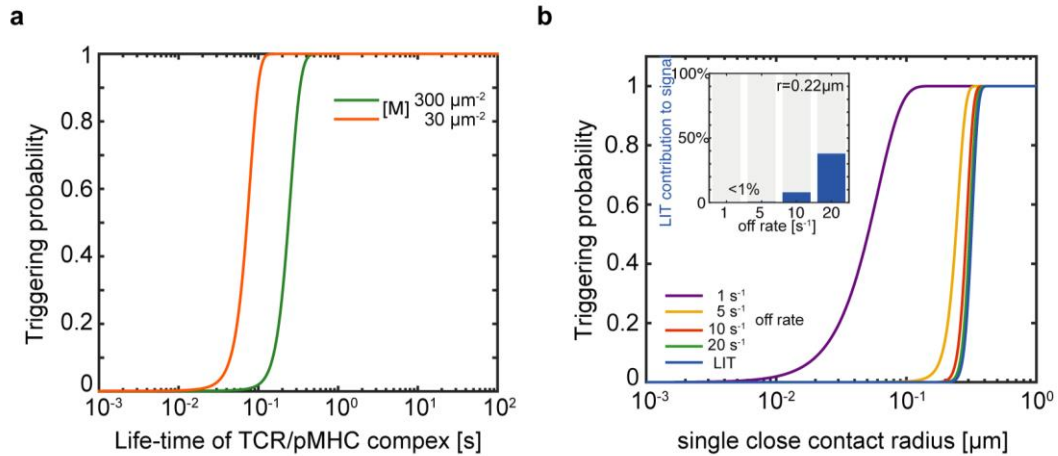 a
Triggering probability
1
0.8
0.6
0.4
0.2
0
[M] 300 µm⁻²
30 µm⁻²
10⁻³ 10⁻² 10⁻¹ 10⁰ 10¹ 10²
Life-time of TCR/pMHC compex [s]
b
Triggering probability
1
0.8
0.6
0.4
0.2
0
LIT contribution to signal
100%
50%
0
r=0.22µm
<1%
1 5 10 20
off rate [s⁻¹]
1 s⁻¹
5 s⁻¹
off rate
10 s⁻¹
20 s⁻¹
LIT
10⁻³ 10⁻² 10⁻¹ 10⁰
single close contact radius [µm]